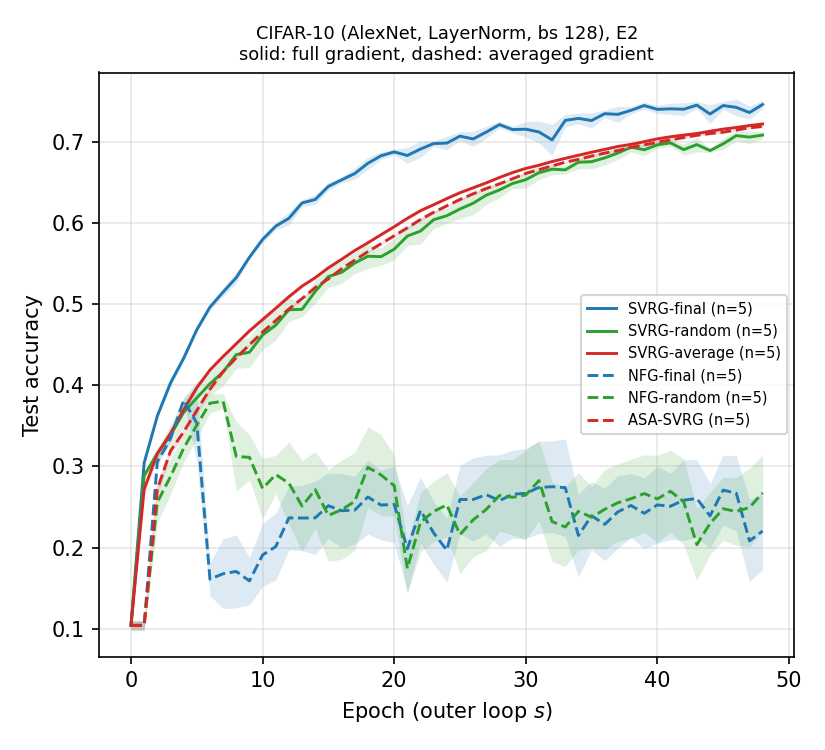 CIFAR-10 (AlexNet, LayerNorm, bs 128), E2
solid: full gradient, dashed: averaged gradient
Test accuracy
0.7
0.6
0.5
0.4
0.3
0.2
0.1
SVRG-final (n=5)
SVRG-random (n=5)
SVRG-average (n=5)
NFG-final (n=5)
NFG-random (n=5)
ASA-SVRG (n=5)
0 10 20 30 40 50
Epoch (outer loop s)